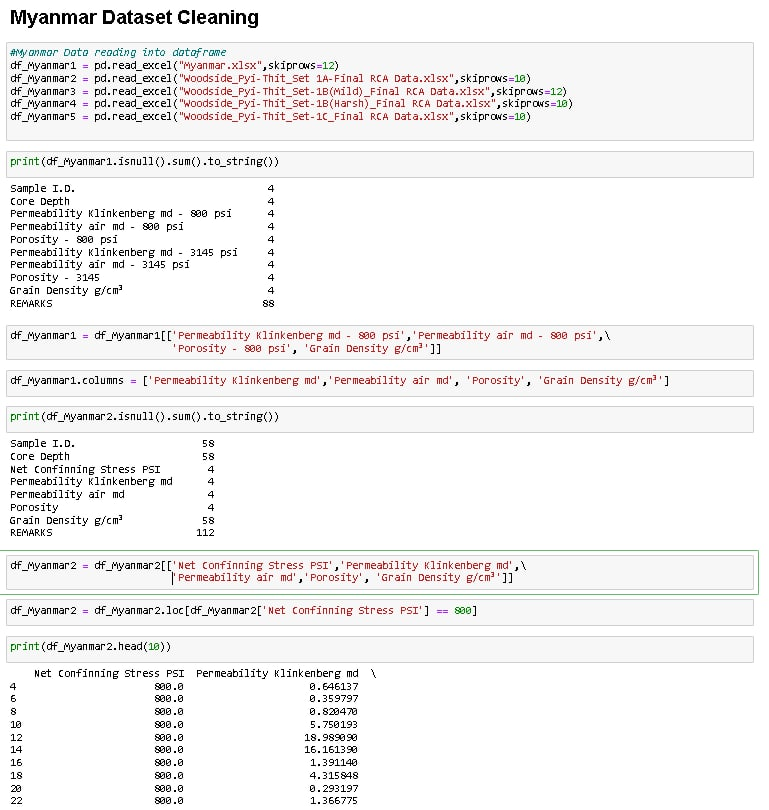 Myanmar Dataset Cleaning
#Myanmar Data reading into dataframe
df_Myanmar1 = pd.read_excel("Myanmar.xlsx",skiprows=12)
df_Myanmar2 = pd.read_excel("Woodside_Pyi-Thit_Set 1A-Final RCA Data.xlsx",skiprows=10)
df_Myanmar3 = pd.read_excel("Woodside_Pyi-Thit-Set-1B(Mild)_Final RCA Data.xlsx",skiprows=12)
df_Myanmar4 = pd.read_excel("Woodside_Pyi-Thit_Set-1B(Harsh)_Final RCA Data.xlsx",skiprows=10)
df_Myanmar5 = pd.read_excel("Woodside_Pyi-Thit_Set-1C_Final RCA Data.xlsx",skiprows=10)
print(df_Myanmar1.isnull().sum().to_string())
Sample I.D. 4
Core Depth 4
Permeability Klinkenberg md - 800 psi 4
Permeability air md - 800 psi 4
Porosity - 800 psi 4
Permeability Klinkenberg md - 3145 psi 4
Permeability air md - 3145 psi 4
Porosity - 3145 4
Grain Density g/cm³ 4
REMARKS 88
df_Myanmar1 = df_Myanmar1[['Permeability Klinkenberg md - 800 psi','Permeability air md - 800 psi',\
'Porosity - 800 psi', 'Grain Density g/cm³']]
df_Myanmar1.columns = ['Permeability Klinkenberg md','Permeability air md', 'Porosity', 'Grain Density g/cm³']
print(df_Myanmar2.isnull().sum().to_string())
Sample I.D. 58
Core Depth 58
Net Confinning Stress PSI 4
Permeability Klinkenberg md 4
Permeability air md 4
Porosity 4
Grain Density g/cm³ 58
REMARKS 112
df_Myanmar2 = df_Myanmar2[['Net Confinning Stress PSI','Permeability Klinkenberg md',\
'Permeability air md','Porosity', 'Grain Density g/cm³']]
df_Myanmar2 = df_Myanmar2.loc[df_Myanmar2['Net Confinning Stress PSI'] == 800]
print(df_Myanmar2.head(10))
Net Confinning Stress PSI Permeability Klinkenberg md \
4 800.0 0.646137
6 800.0 0.359797
8 800.0 0.820470
10 800.0 5.750193
12 800.0 18.989090
14 800.0 16.161390
16 800.0 1.391140
18 800.0 4.315848
20 800.0 0.293197
22 800.0 1.366775